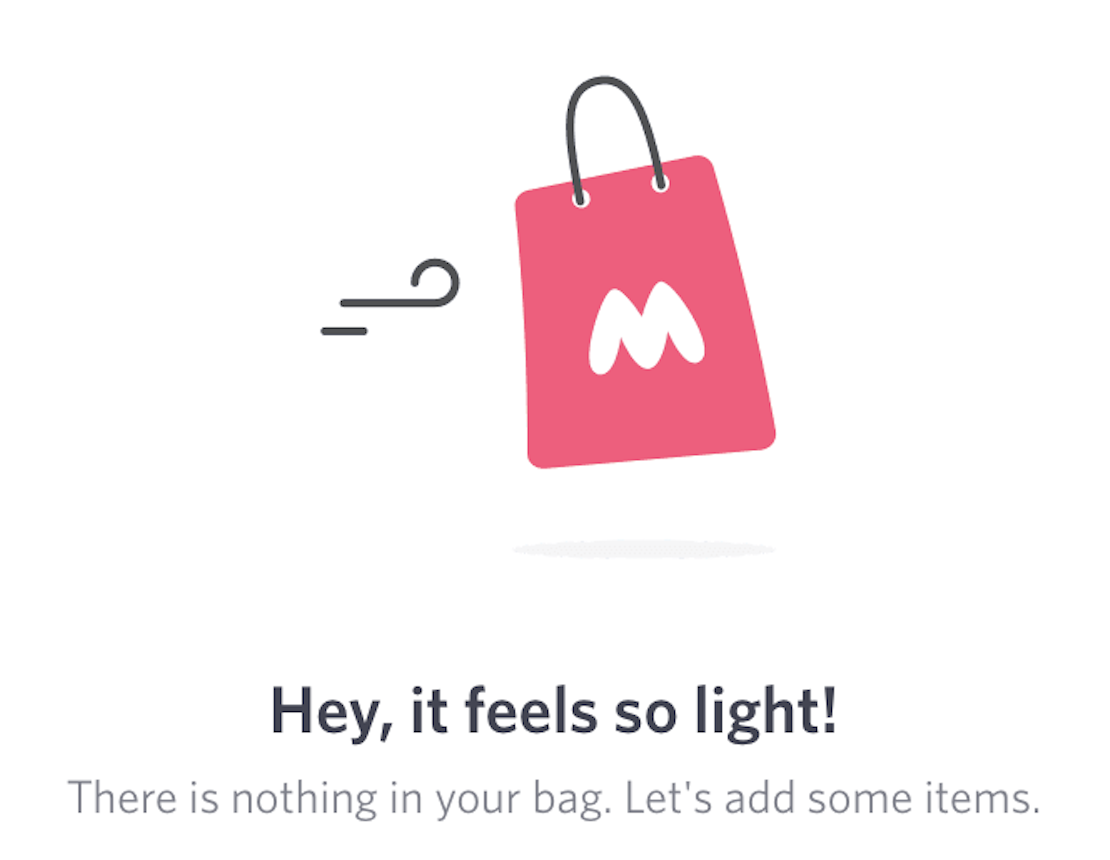 M
Hey, it feels so light!
There is nothing in your bag. Let's add some items.